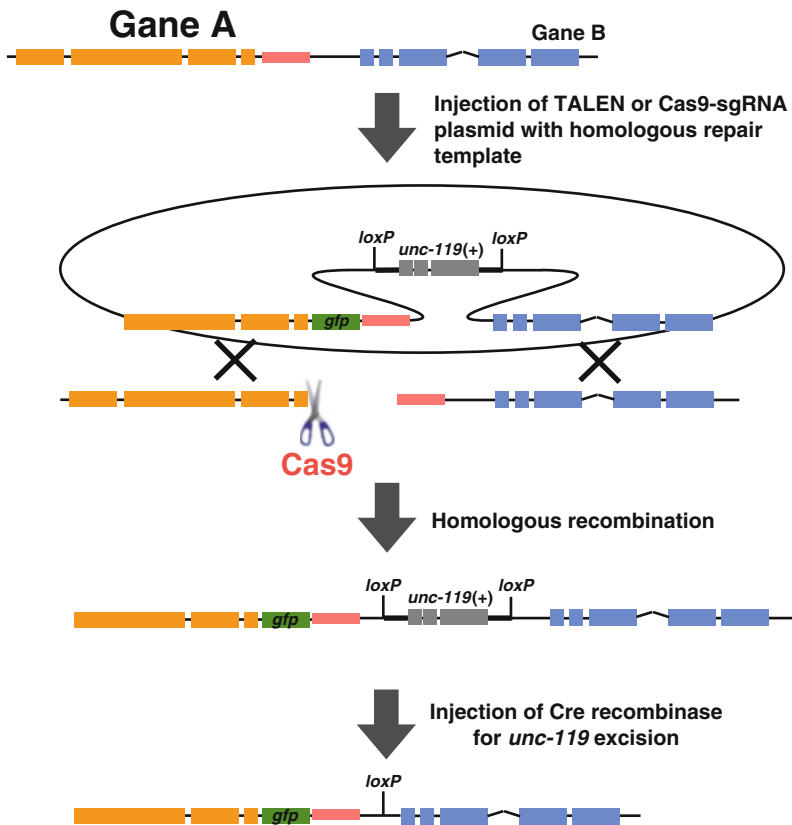 Gane A
Gane B
Injection of TALEN or Cas9-sgRNA
plasmid with homologous repair
template
loxP
unc-119(+)
loxP
gfp
Cas9
Homologous recombination
loxP
unc-119(+)
loxP
gfp
Injection of Cre recombinase
for unc-119 excision
loxP
gfp